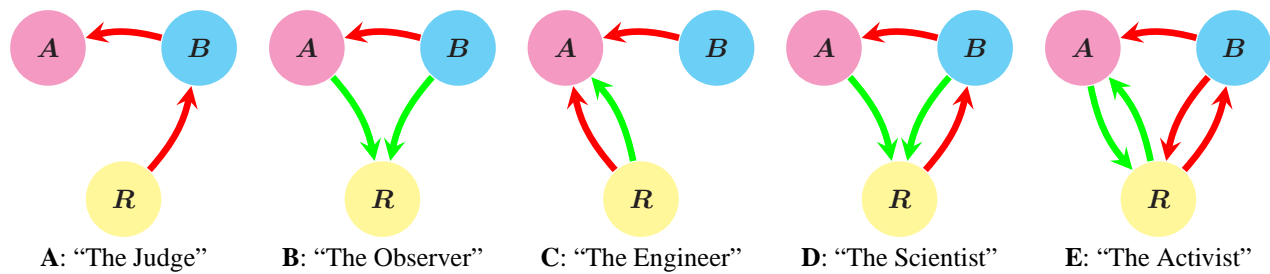 A B A B A B A B A B
R R R R R
A: “The Judge” B: “The Observer” C: “The Engineer” D: “The Scientist” E: “The Activist”